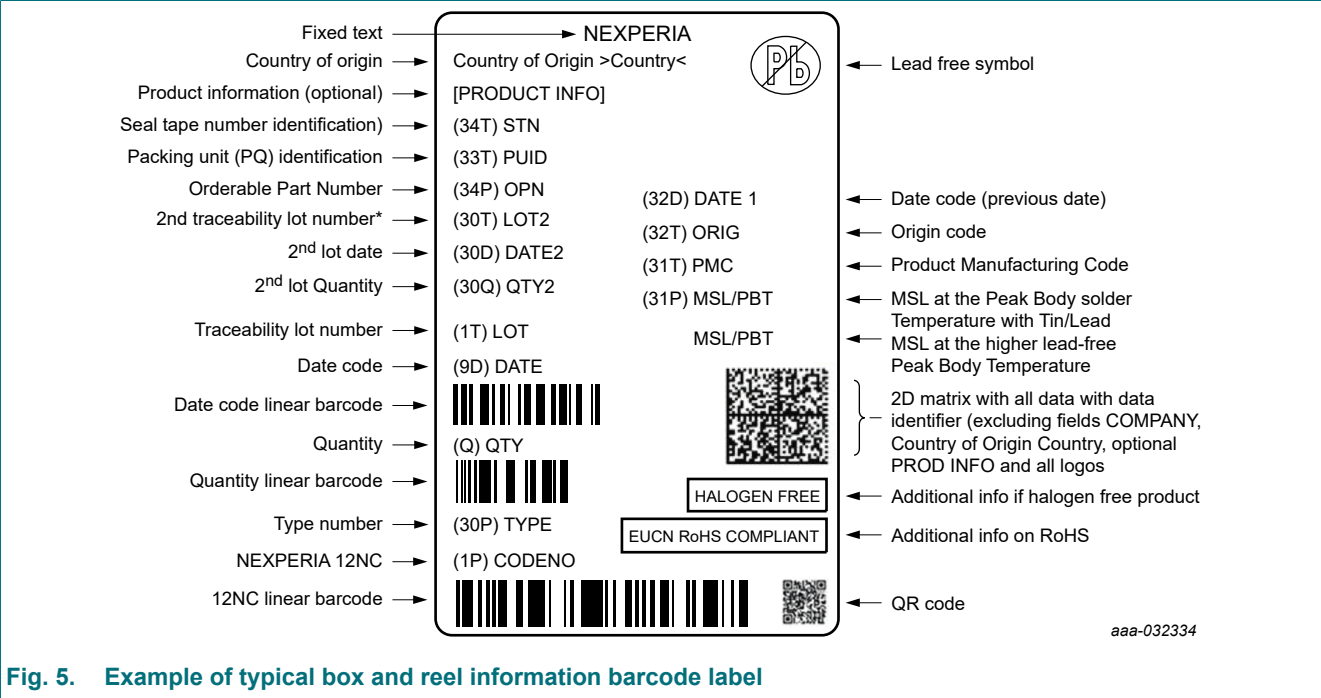 Fixed text
NEXPERIA
Country of origin
Country of Origin >Country<
Pb
Lead free symbol
Product information (optional)
[PRODUCT INFO]
Seal tape number identification)
(34T) STN
Packing unit (PQ) identification
(33T) PUID
Orderable Part Number
(34P) OPN
(32D) DATE 1
Date code (previous date)
2nd traceability lot number*
(30T) LOT2
(32T) ORIG
Origin code
2nd lot date
(30D) DATE2
(31T) PMC
Product Manufacturing Code
2nd lot Quantity
(30Q) QTY2
(31P) MSL/PBT
MSL at the Peak Body solder
Temperature with Tin/Lead
Traceability lot number
(1T) LOT
MSL/PBT
MSL at the higher lead-free
Peak Body Temperature
Date code
(9D) DATE
Date code linear barcode
2D matrix with all data with data
identifier (excluding fields COMPANY,
Country of Origin Country, optional
PROD INFO and all logos
Quantity
(Q) QTY
Quantity linear barcode
HALOGEN FREE
Additional info if halogen free product
Type number
(30P) TYPE
EUCN RoHS COMPLIANT
Additional info on RoHS
NEXPERIA 12NC
(1P) CODENO
12NC linear barcode
QR code
aaa-032334
Fig. 5. Example of typical box and reel information barcode label